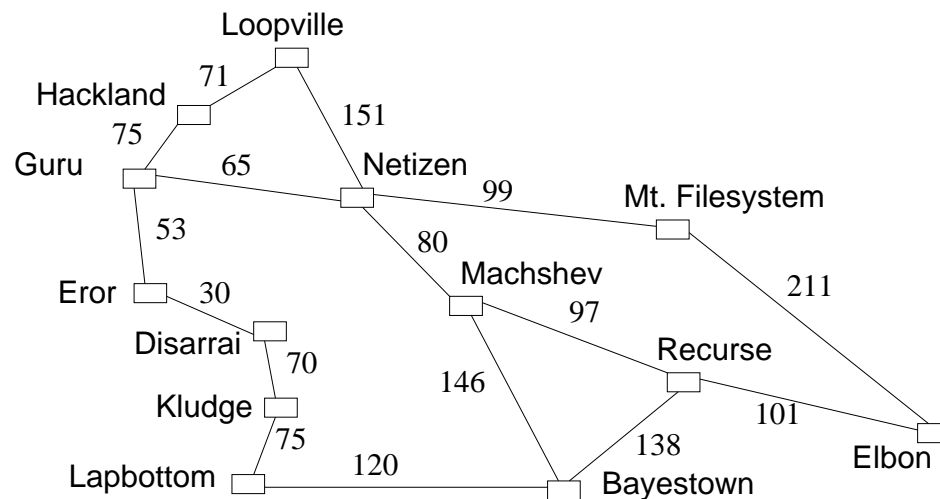 Loopville
71
Hackland
151
75
Guru
65
Netizen
99
Mt. Filesystem
53
80
Machshev
Eror
30
211
97
Disarrai
70
Recurse
146
Kludge
101
75
138
Elbon
Lapbottom
120
Bayestown